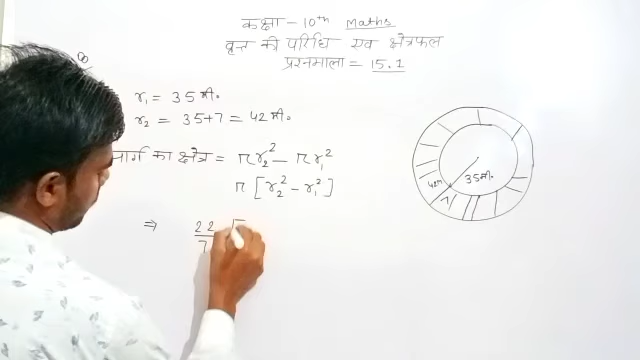 कक्षा - 10th Maths
वृत्त की परिधि एवं क्षेत्रफल
प्रश्नमाला = 15.1
r₁ = 35 मी.
r₂ = 35+7 = 42 मी.
मार्ग का क्षेत्र = πr₂² - πr₁²
π [r₂² - r₁²]
⇒ 22/7 [
35मी.